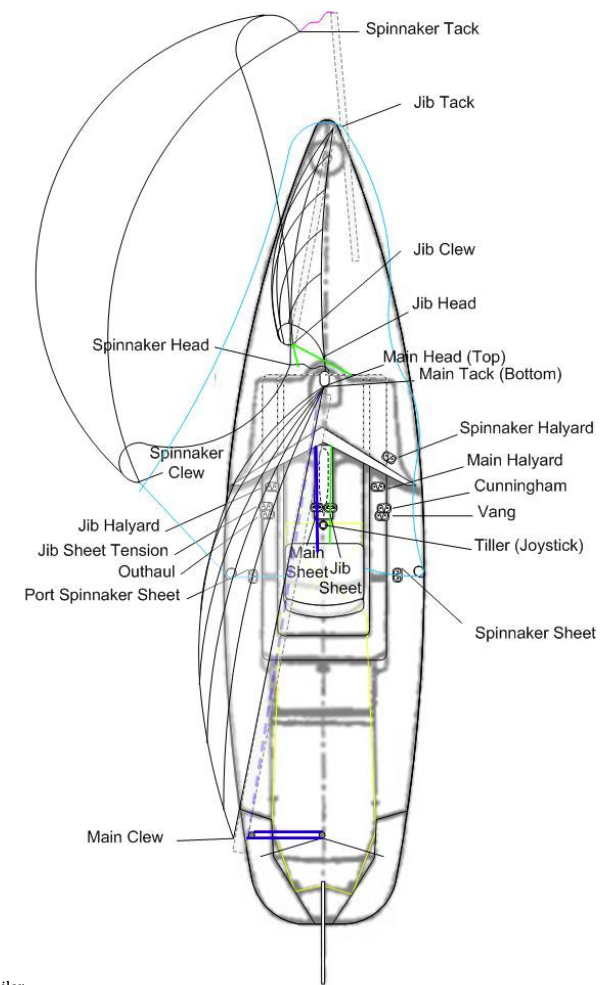 Spinnaker Tack
Jib Tack
Jib Clew
Jib Head
Spinnaker Head
Main Head (Top)
Main Tack (Bottom)
Spinnaker Halyard
Spinnaker
Clew
Main Halyard
Cunningham
Jib Halyard
Vang
Jib Sheet Tension
Tiller (Joystick)
Main
Sheet
Jib
Sheet
Outhaul
Port Spinnaker Sheet
Spinnaker Sheet
Main Clew